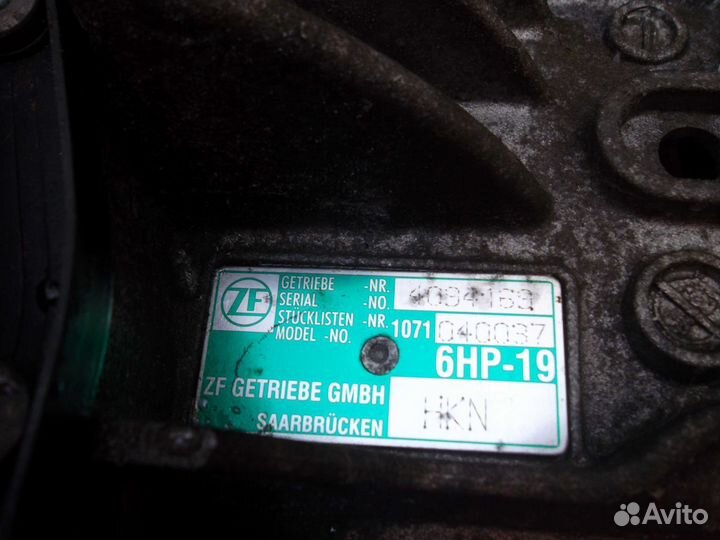 ZF
GETRIEBE -NR.
SERIAL -NO. 4094168
STÜCKLISTEN -NR. 1071
MODEL -NO. 040037
6HP-19
ZF GETRIEBE GMBH
SAARBRÜCKEN
HKN
Avito